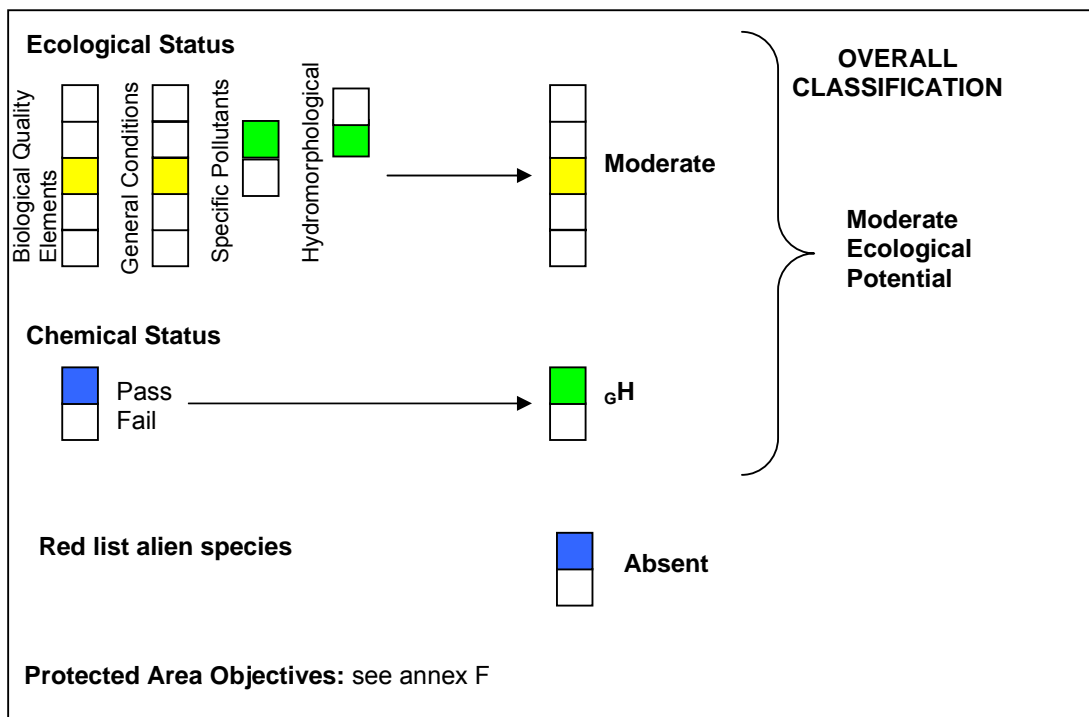 Ecological Status
Biological Quality
Elements
General Conditions
Specific Pollutants
Hydromorphological
Moderate
OVERALL
CLASSIFICATION
Moderate
Ecological
Potential
Chemical Status
Pass
Fail
GH
Red list alien species
Absent
Protected Area Objectives: see annex F